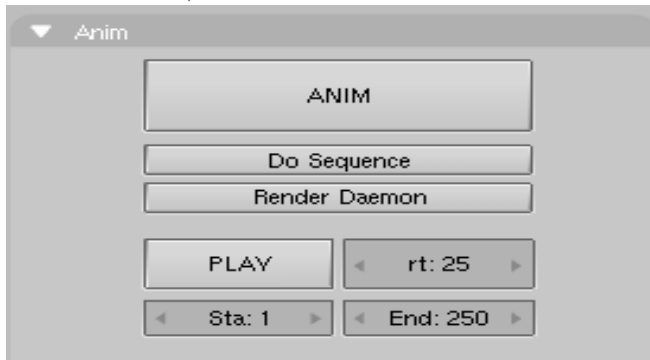 Anim
ANIM
Do Sequence
Render Daemon
PLAY rt: 25
Sta: 1 End: 250